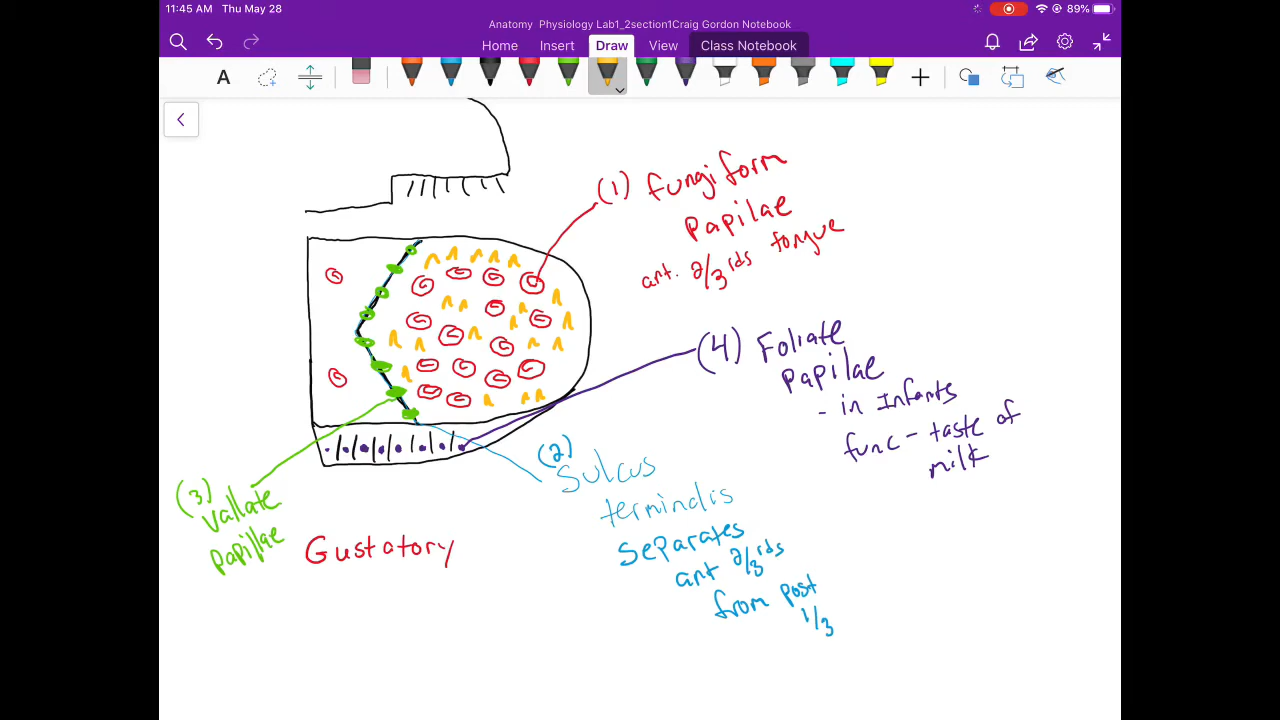 11:45 AM Thu May 28
89%
Anatomy Physiology Lab1_2section1Craig Gordon Notebook
Home Insert Draw View Class Notebook
A
(1) Fungiform
papilae
ant. 2/3rds tongue
(4) Foliate
papilae
- in Infants
func - taste of
milk
(2)
Sulcus
terminalis
separates
ant 2/3rds
from post
1/3
(3)
Vallate
papillae
Gustatory